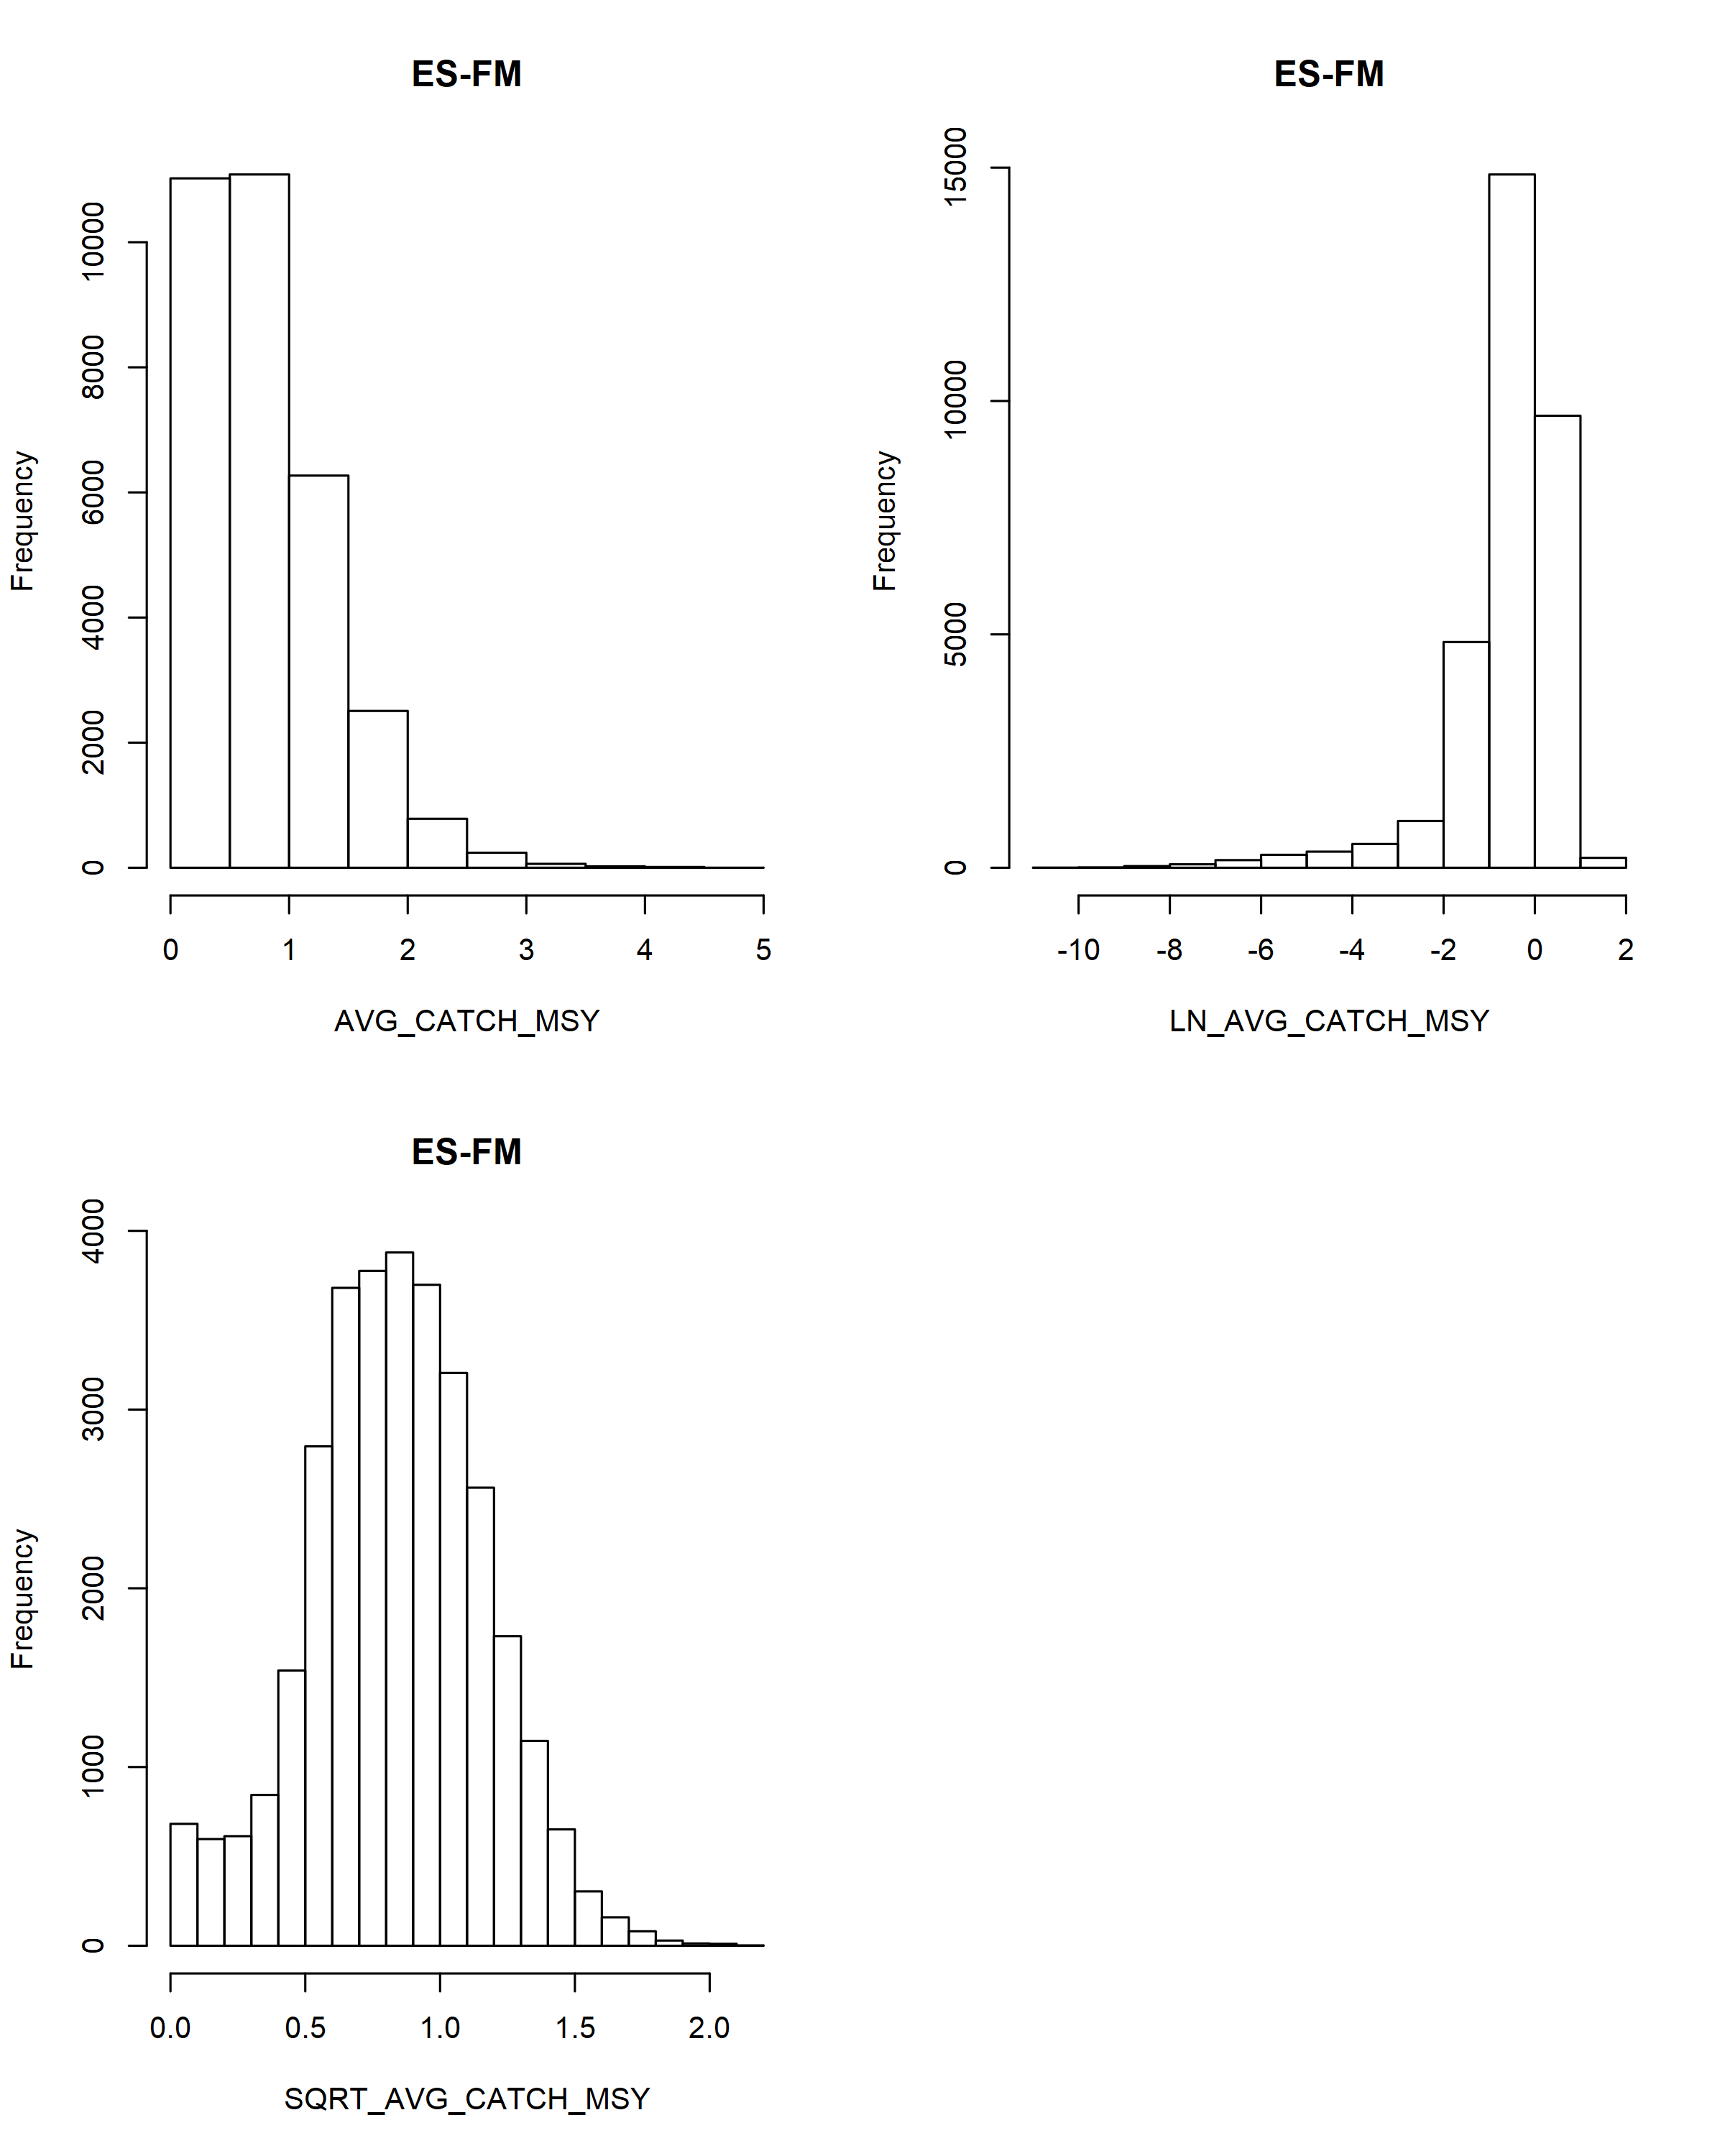 ES-FM
Frequency
0 2000 4000 6000 8000 10000
0 1 2 3 4 5
AVG_CATCH_MSY
ES-FM
Frequency
0 5000 10000 15000
-10 -8 -6 -4 -2 0 2
LN_AVG_CATCH_MSY
ES-FM
Frequency
0 1000 2000 3000 4000
0.0 0.5 1.0 1.5 2.0
SQRT_AVG_CATCH_MSY